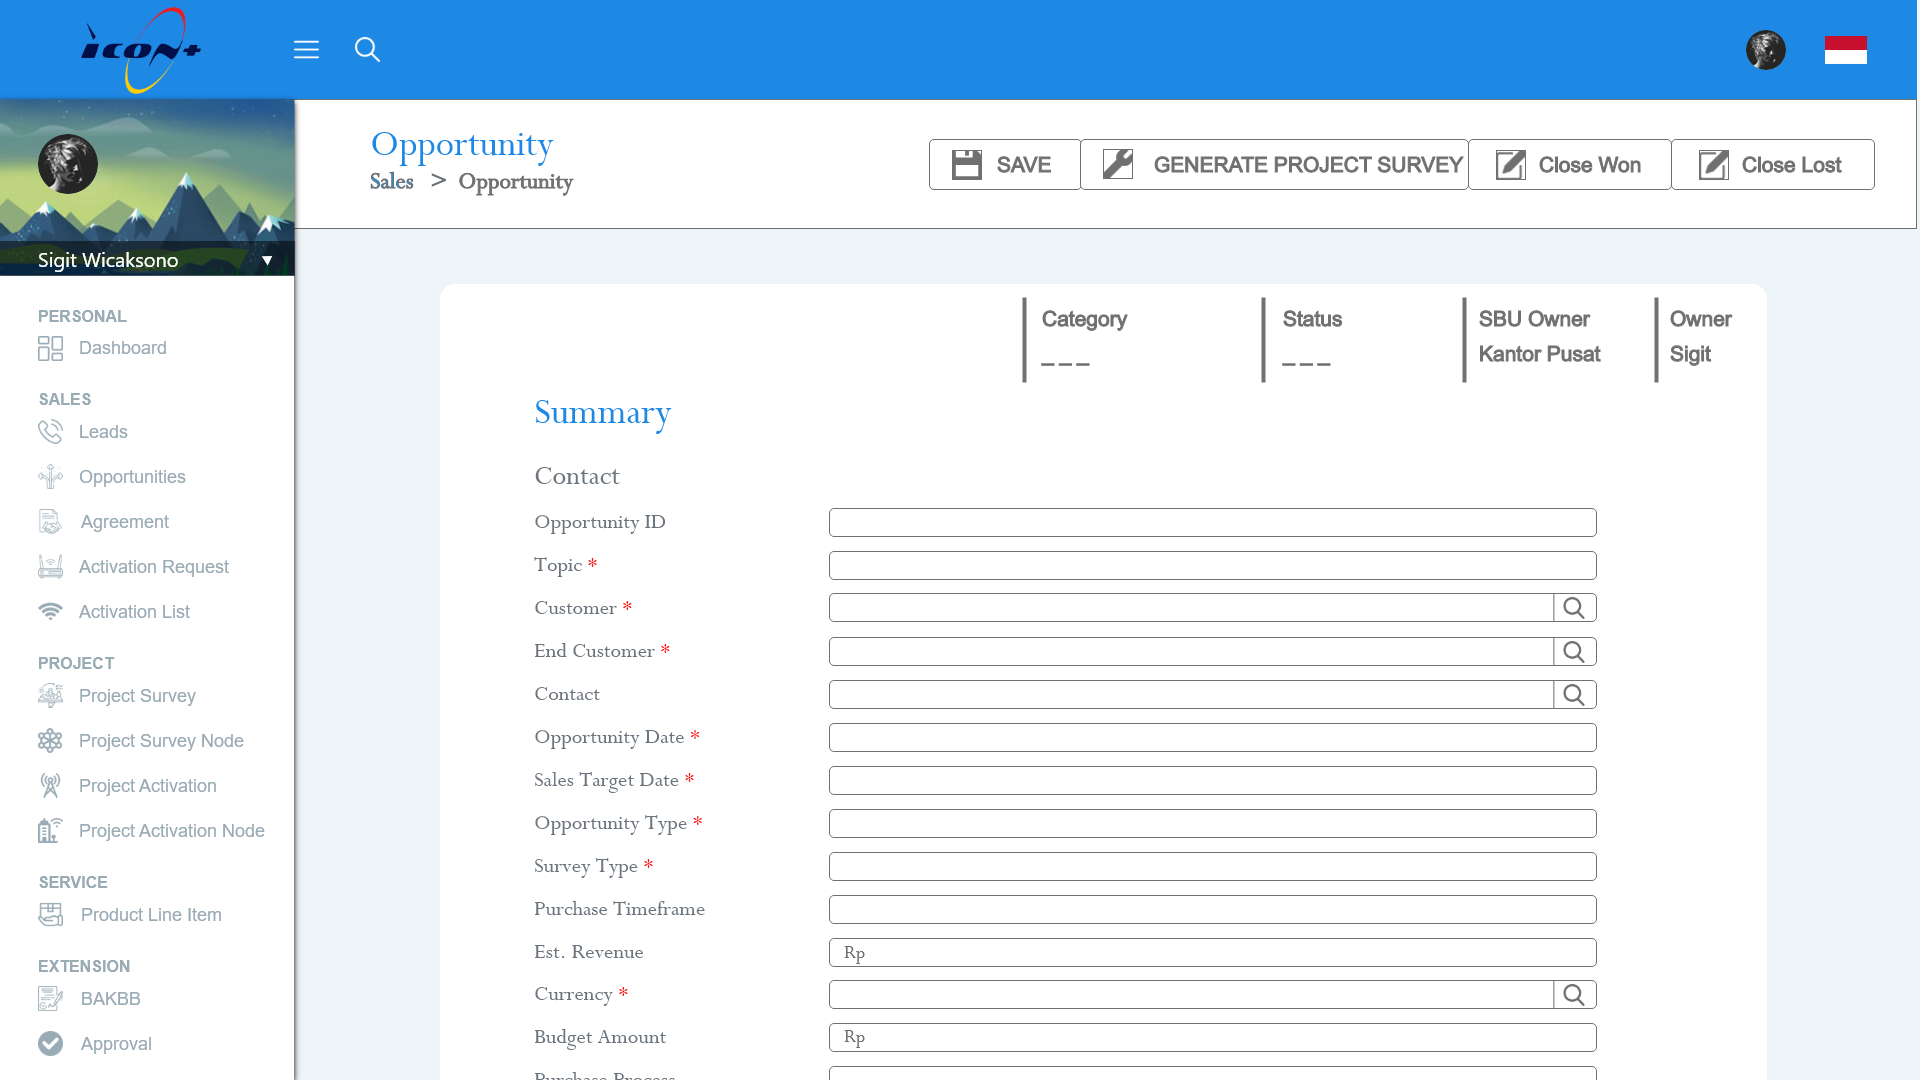 icon+
Opportunity
Sales > Opportunity
SAVE
GENERATE PROJECT SURVEY
Close Won
Close Lost
Sigit Wicaksono
PERSONAL
Dashboard
SALES
Leads
Opportunities
Agreement
Activation Request
Activation List
PROJECT
Project Survey
Project Survey Node
Project Activation
Project Activation Node
SERVICE
Product Line Item
EXTENSION
BAKBB
Approval
Category
_ _ _
Status
_ _ _
SBU Owner
Kantor Pusat
Owner
Sigit
Summary
Contact
Opportunity ID
Topic *
Customer *
End Customer *
Contact
Opportunity Date *
Sales Target Date *
Opportunity Type *
Survey Type *
Purchase Timeframe
Est. Revenue
Rp
Currency *
Budget Amount
Rp
Purchase Process